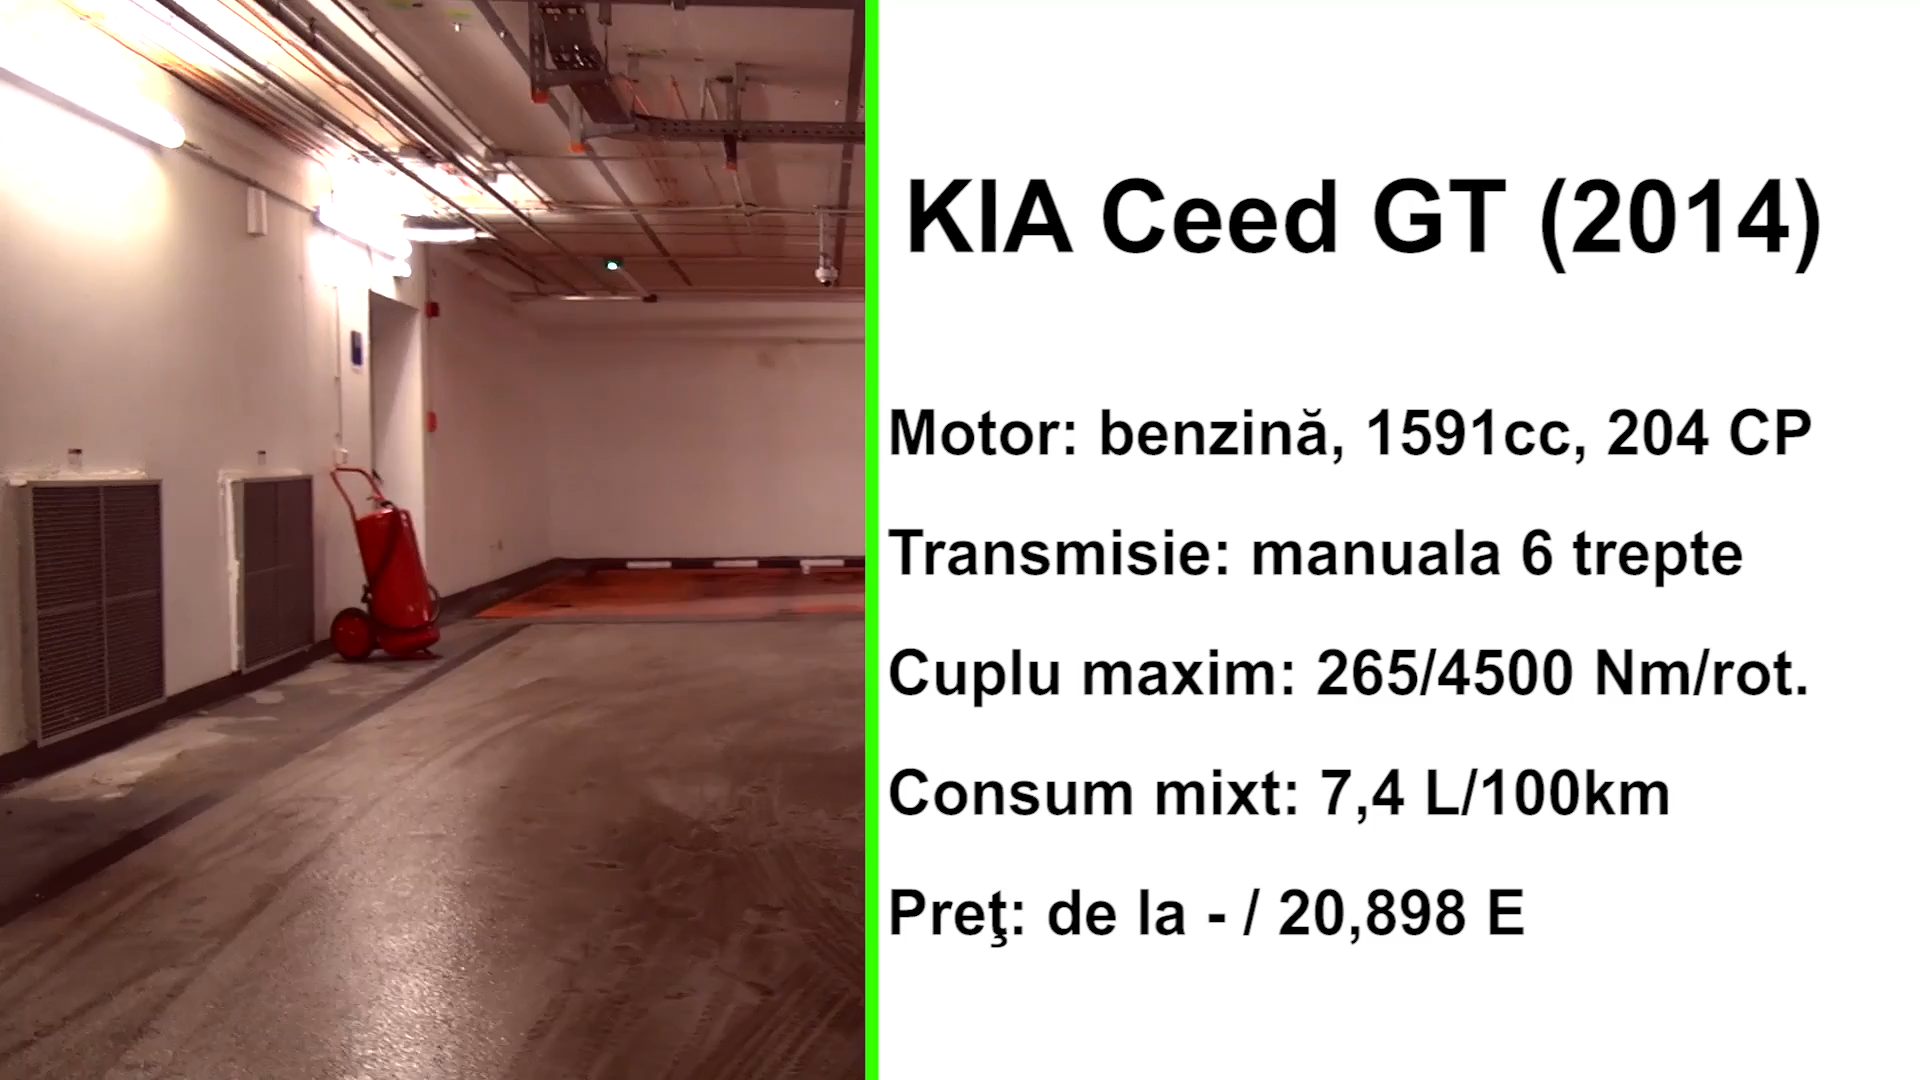 KIA Ceed GT (2014)
Motor: benzină, 1591cc, 204 CP
Transmisie: manuala 6 trepte
Cuplu maxim: 265/4500 Nm/rot.
Consum mixt: 7,4 L/100km
Preţ: de la - / 20,898 E